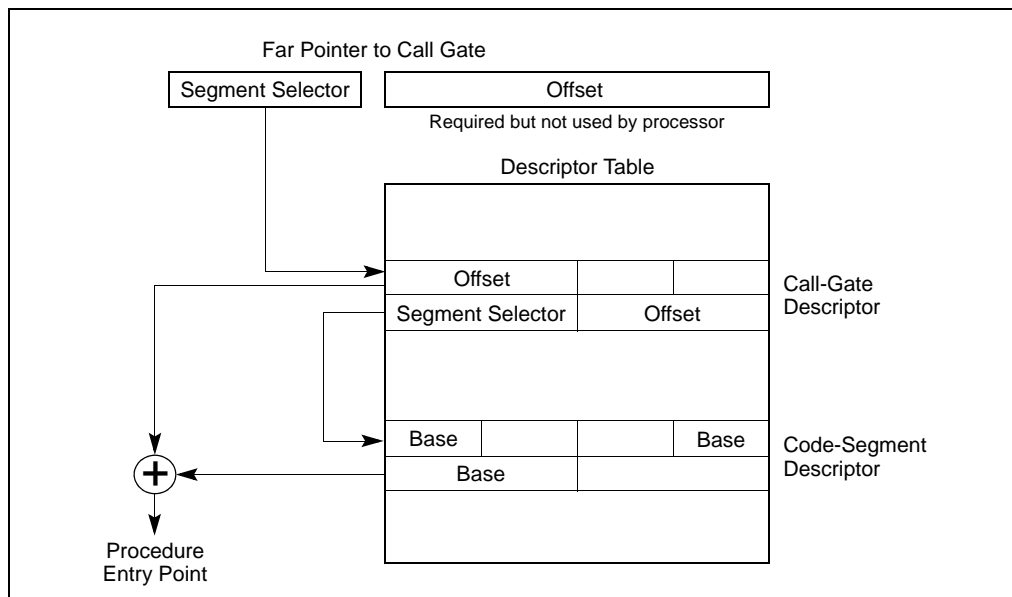 Far Pointer to Call Gate
Segment Selector
Offset
Required but not used by processor
Descriptor Table
Offset
Segment Selector
Offset
Call-Gate
Descriptor
Base
Base
Base
Code-Segment
Descriptor
+
Procedure
Entry Point